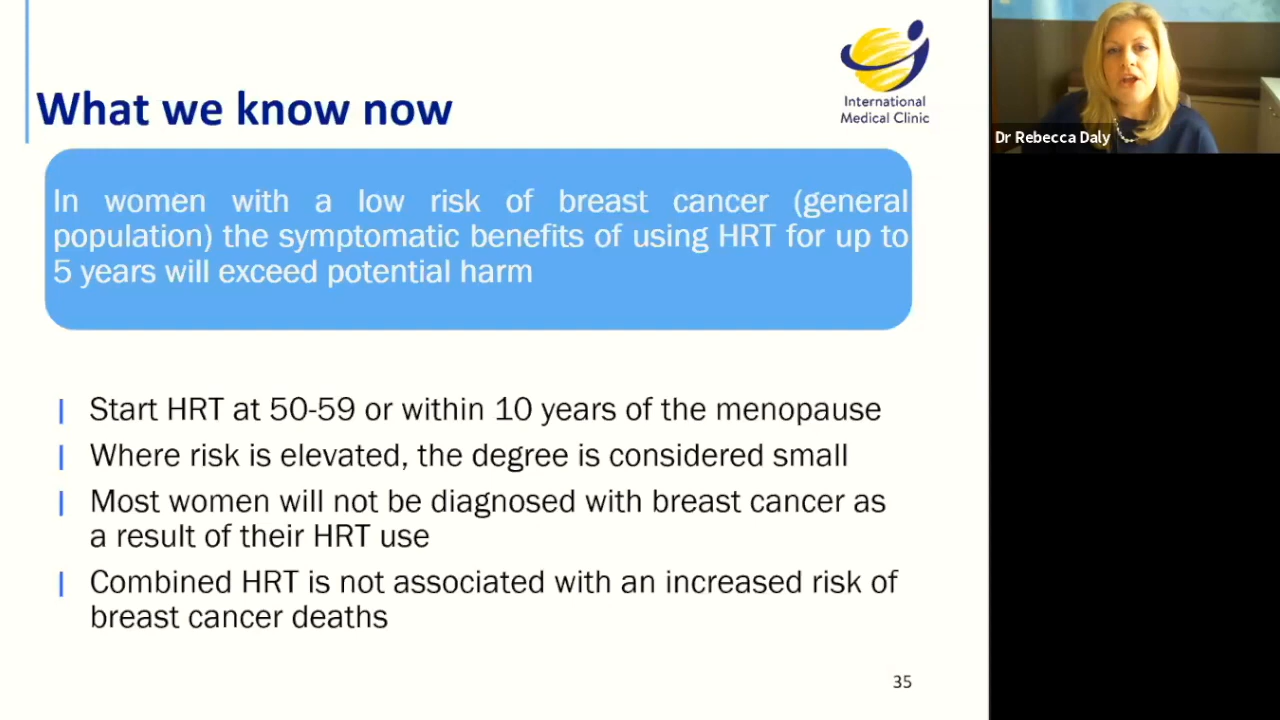 What we know now
International
Medical Clinic
Dr Rebecca Daly
In women with a low risk of breast cancer (general
population) the symptomatic benefits of using HRT for up to
5 years will exceed potential harm
| Start HRT at 50-59 or within 10 years of the menopause
| Where risk is elevated, the degree is considered small
| Most women will not be diagnosed with breast cancer as
a result of their HRT use
| Combined HRT is not associated with an increased risk of
breast cancer deaths
35